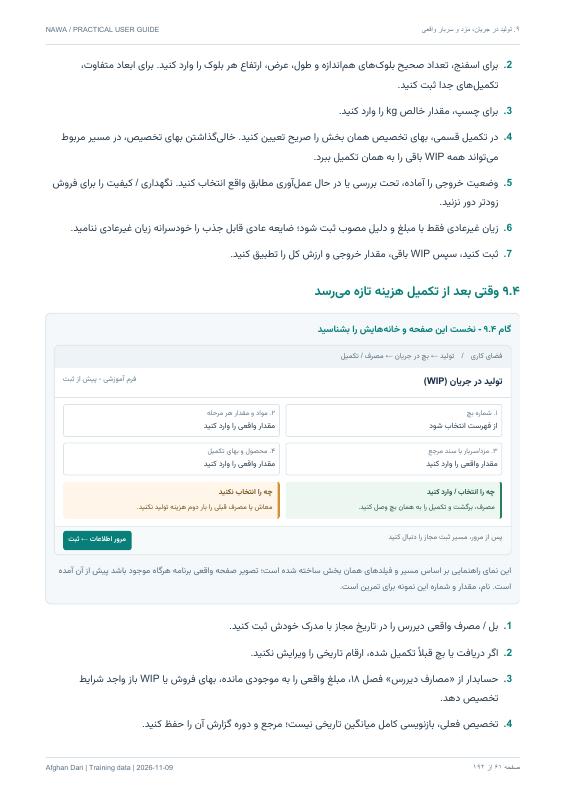 ۹. تولید در جریان، مزد و سربار واقعی
NAWA / PRACTICAL USER GUIDE
2. برای اسفنج، تعداد صحیح بلوک‌های هم‌اندازه و طول، عرض، ارتفاع هر بلوک را وارد کنید. برای ابعاد متفاوت،
تکمیل‌های جدا ثبت کنید.
3. برای چسپ، مقدار خالص kg را وارد کنید.
4. در تکمیل قسمی، بهای تخصیص همان بخش را صریح تعیین کنید. خالی‌گذاشتن بهای تخصیص، در مسیر مربوط
می‌تواند همه WIP باقی را به همان تکمیل ببرد.
5. وضعیت خروجی را آماده، تحت بررسی یا در حال عمل‌آوری مطابق واقع انتخاب کنید. نگهداری / کیفیت را برای فروش
زودتر دور نزنید.
6. زیان غیرعادی فقط با مبلغ و دلیل مصوب ثبت شود؛ ضایعه عادی قابل جذب را خودسرانه زیان غیرعادی ننامید.
7. ثبت کنید، سپس WIP باقی، مقدار خروجی و ارزش کل را تطبیق کنید.
۹.۴ وقتی بعد از تکمیل هزینه تازه می‌رسد
گام ۹.۴ - نخست این صفحه و خانه‌هایش را بشناسید
فضای کاری / تولید ← بچ در جریان ← مصرف / تکمیل
تولید در جریان (WIP)
فرم آموزشی - پیش از ثبت
۱. شماره بچ
از فهرست انتخاب شود
۲. مواد و مقدار هر مرحله
مقدار واقعی را وارد کنید
۳. مزد/سربار با سند مرجع
مقدار واقعی را وارد کنید
۴. محصول و بهای تکمیل
مقدار واقعی را وارد کنید
چه را انتخاب / وارد کنید
مصرف، برگشت و تکمیل را به همان بچ وصل کنید.
چه را انتخاب نکنید
معاش یا مصرف قبلی را بار دوم هزینه تولید نکنید.
پس از مرور، مسیر ثبت مجاز را دنبال کنید
مرور اطلاعات ← ثبت
این نمای راهنمایی بر اساس مسیر و فیلدهای همان بخش ساخته شده است؛ تصویر صفحه واقعی برنامه هرگاه موجود باشد پیش از آن آمده
است. نام، مقدار و شماره این نمونه برای تمرین است.
1. بل / مصرف واقعی دیررس را در تاریخ مجاز با مدرک خودش ثبت کنید.
2. اگر دریافت یا بچ قبلاً تکمیل شده، ارقام تاریخی را ویرایش نکنید.
3. حسابدار از «مصارف دیررس» فصل ۱۸، مبلغ واقعی را به موجودی مانده، بهای فروش یا WIP باز واجد شرایط
تخصیص دهد.
4. تخصیص فعلی، بازنویسی کامل میانگین تاریخی نیست؛ مرجع و دوره گزارش آن را حفظ کنید.
صفحه ۶۱ از ۱۹۲
Afghan Dari | Training data | 2026-11-09